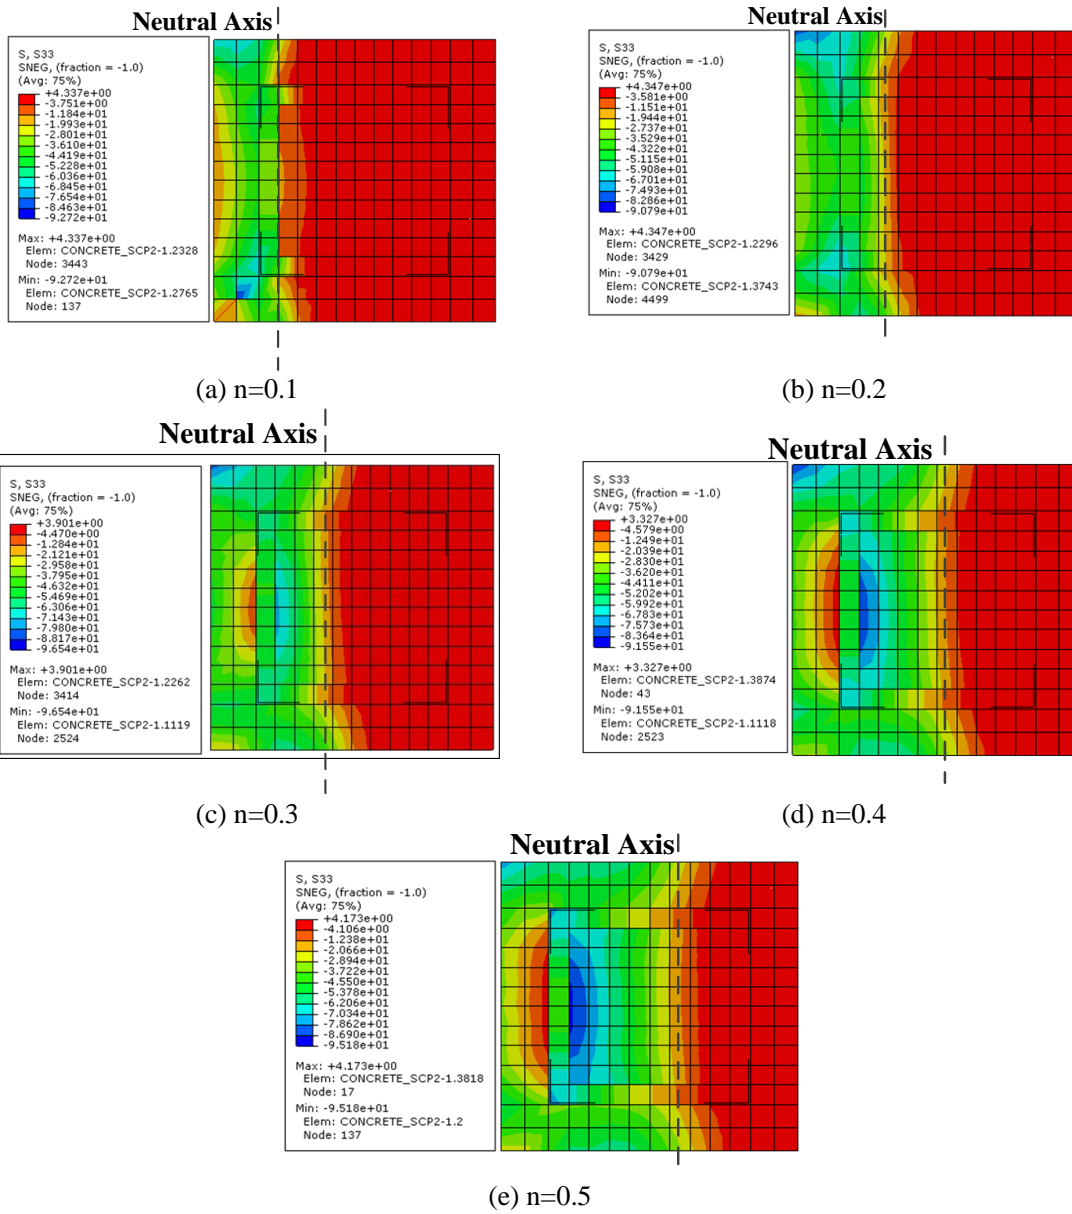 Neutral Axis
S, S33
SNEG, (fraction = -1.0)
(Avg: 75%)
+4.337e+00
-3.751e+00
-1.184e+01
-1.993e+01
-2.801e+01
-3.610e+01
-4.419e+01
-5.228e+01
-6.036e+01
-6.845e+01
-7.654e+01
-8.463e+01
-9.272e+01
Max: +4.337e+00
Elem: CONCRETE_SCP2-1.2328
Node: 3443
Min: -9.272e+01
Elem: CONCRETE_SCP2-1.2765
Node: 137
(a) n=0.1
Neutral Axis
S, S33
SNEG, (fraction = -1.0)
(Avg: 75%)
+4.347e+00
-3.581e+00
-1.151e+01
-1.944e+01
-2.737e+01
-3.529e+01
-4.322e+01
-5.115e+01
-5.908e+01
-6.701e+01
-7.493e+01
-8.286e+01
-9.079e+01
Max: +4.347e+00
Elem: CONCRETE_SCP2-1.2296
Node: 3429
Min: -9.079e+01
Elem: CONCRETE_SCP2-1.3743
Node: 4499
(b) n=0.2
Neutral Axis
S, S33
SNEG, (fraction = -1.0)
(Avg: 75%)
+3.901e+00
-4.470e+00
-1.284e+01
-2.121e+01
-2.958e+01
-3.795e+01
-4.632e+01
-5.469e+01
-6.306e+01
-7.143e+01
-7.980e+01
-8.817e+01
-9.654e+01
Max: +3.901e+00
Elem: CONCRETE_SCP2-1.2262
Node: 3414
Min: -9.654e+01
Elem: CONCRETE_SCP2-1.1119
Node: 2524
(c) n=0.3
Neutral Axis
S, S33
SNEG, (fraction = -1.0)
(Avg: 75%)
+3.327e+00
-4.579e+00
-1.249e+01
-2.039e+01
-2.830e+01
-3.620e+01
-4.411e+01
-5.202e+01
-5.992e+01
-6.783e+01
-7.573e+01
-8.364e+01
-9.155e+01
Max: +3.327e+00
Elem: CONCRETE_SCP2-1.3874
Node: 43
Min: -9.155e+01
Elem: CONCRETE_SCP2-1.1118
Node: 2523
(d) n=0.4
Neutral Axis
S, S33
SNEG, (fraction = -1.0)
(Avg: 75%)
+4.173e+00
-4.106e+00
-1.238e+01
-2.066e+01
-2.894e+01
-3.722e+01
-4.550e+01
-5.378e+01
-6.206e+01
-7.034e+01
-7.862e+01
-8.690e+01
-9.518e+01
Max: +4.173e+00
Elem: CONCRETE_SCP2-1.3818
Node: 17
Min: -9.518e+01
Elem: CONCRETE_SCP2-1.2
Node: 137
(e) n=0.5